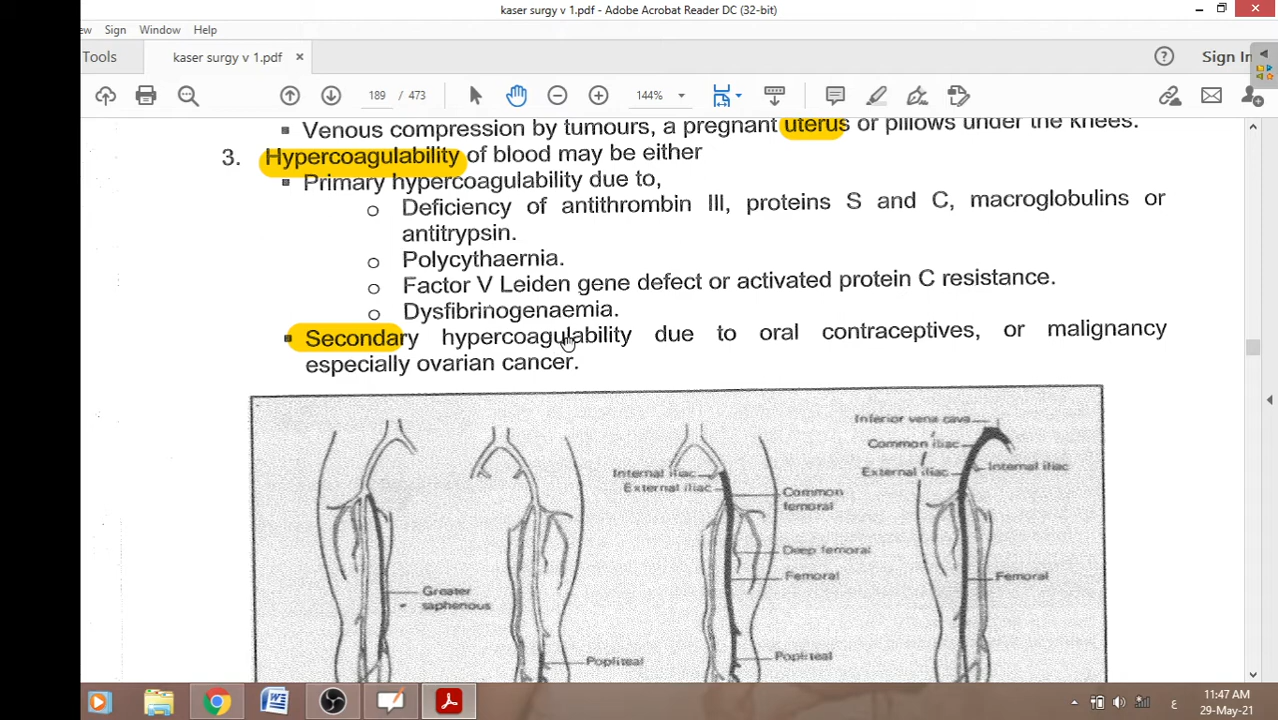 kaser surgy v 1.pdf - Adobe Acrobat Reader DC (32-bit)
ew Sign Window Help
Tools kaser surgy v 1.pdf × Sign In
189 / 473 144%
Venous compression by tumours, a pregnant uterus or pillows under the knees.
3. Hypercoagulability of blood may be either
Primary hypercoagulability due to,
o Deficiency of antithrombin III, proteins S and C, macroglobulins or
antitrypsin.
o Polycythaernia.
o Factor V Leiden gene defect or activated protein C resistance.
o Dysfibrinogenaemia.
Secondary hypercoagulability due to oral contraceptives, or malignancy
especially ovarian cancer.
Greater
saphenous
Popliteal
Internal iliac
External iliac
Common
femoral
Deep femoral
Femoral
Popliteal
Inferior vena cava
Common iliac
External iliac
Internal iliac
Femoral
ع 11:47 AM
29-May-21